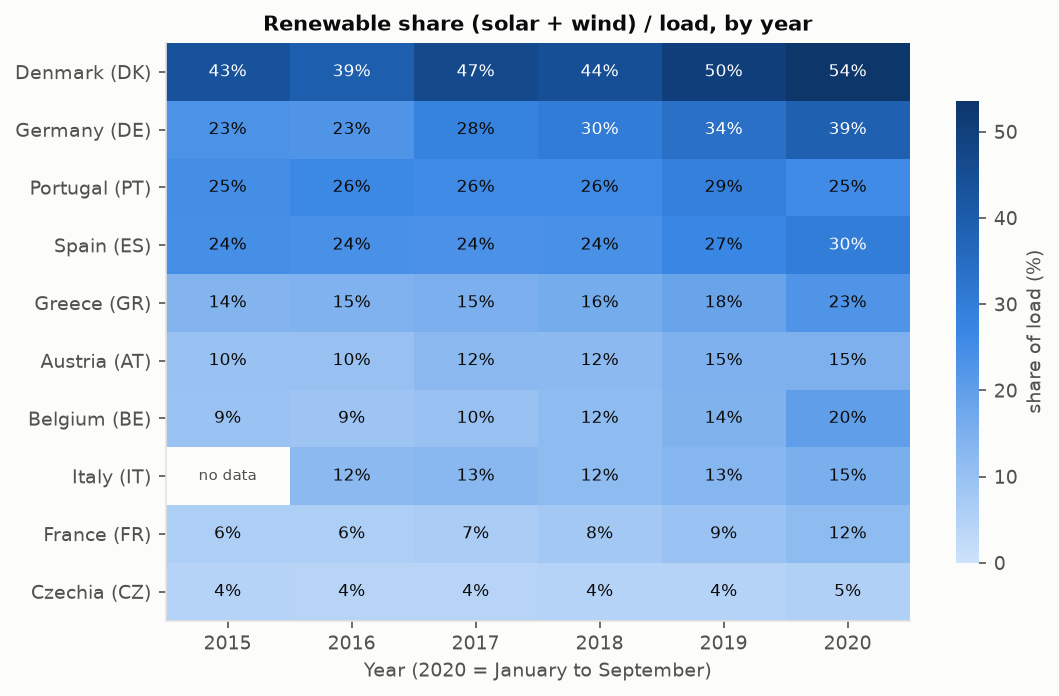 Renewable share (solar + wind) / load, by year
Denmark (DK) 43% 39% 47% 44% 50% 54%
Germany (DE) 23% 23% 28% 30% 34% 39%
Portugal (PT) 25% 26% 26% 26% 29% 25%
Spain (ES) 24% 24% 24% 24% 27% 30%
Greece (GR) 14% 15% 15% 16% 18% 23%
Austria (AT) 10% 10% 12% 12% 15% 15%
Belgium (BE) 9% 9% 10% 12% 14% 20%
Italy (IT) no data 12% 13% 12% 13% 15%
France (FR) 6% 6% 7% 8% 9% 12%
Czechia (CZ) 4% 4% 4% 4% 4% 5%
2015 2016 2017 2018 2019 2020
Year (2020 = January to September)
50
40
30
20
10
0
share of load (%)